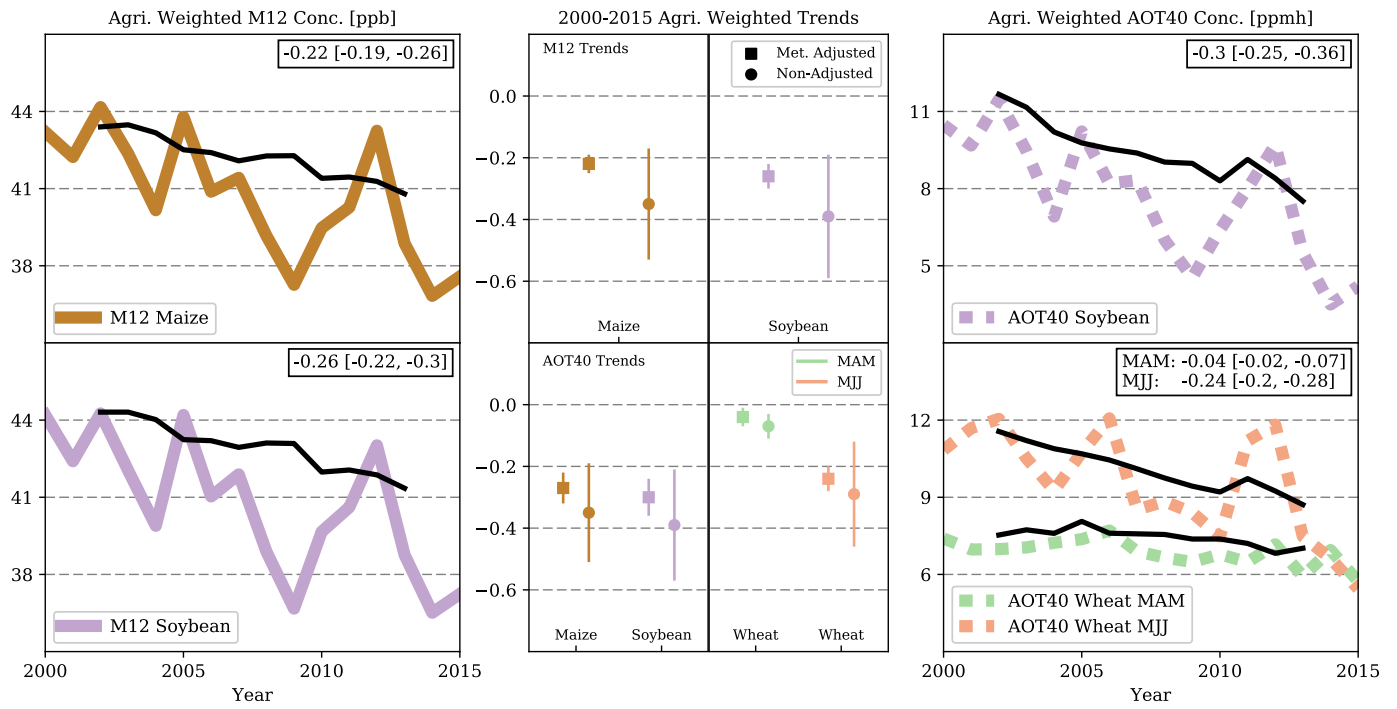 Agri. Weighted M12 Conc. [ppb]
-0.22 [-0.19, -0.26]
44
41
38
M12 Maize
-0.26 [-0.22, -0.3]
44
41
38
M12 Soybean
2000
2005
2010
2015
Year
2000-2015 Agri. Weighted Trends
M12 Trends
Met. Adjusted
Non-Adjusted
0.0
−0.2
−0.4
−0.6
Maize
Soybean
AOT40 Trends
MAM
MJJ
0.0
−0.2
−0.4
−0.6
Maize
Soybean
Wheat
Wheat
Agri. Weighted AOT40 Conc. [ppmh]
-0.3 [-0.25, -0.36]
11
8
5
AOT40 Soybean
MAM: -0.04 [-0.02, -0.07]
MJJ: -0.24 [-0.2, -0.28]
12
9
6
AOT40 Wheat MAM
AOT40 Wheat MJJ
2000
2005
2010
2015
Year